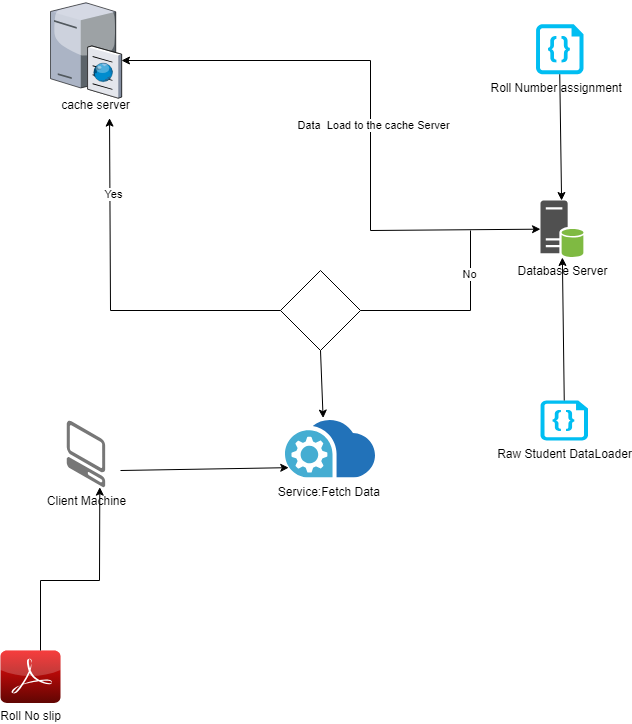 Roll Number assignment
cache server
Data  Load to the cache Server
Yes
Database Server
No
Raw Student DataLoader
Service:Fetch Data
Client Machine
Roll No slip